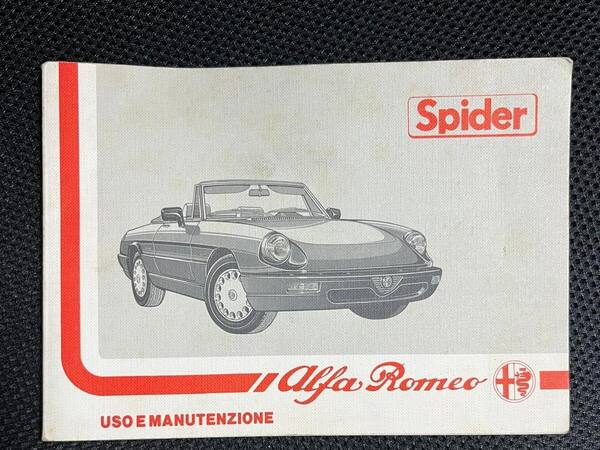 Spider
Alfa Romeo
USO E MANUTENZIONE